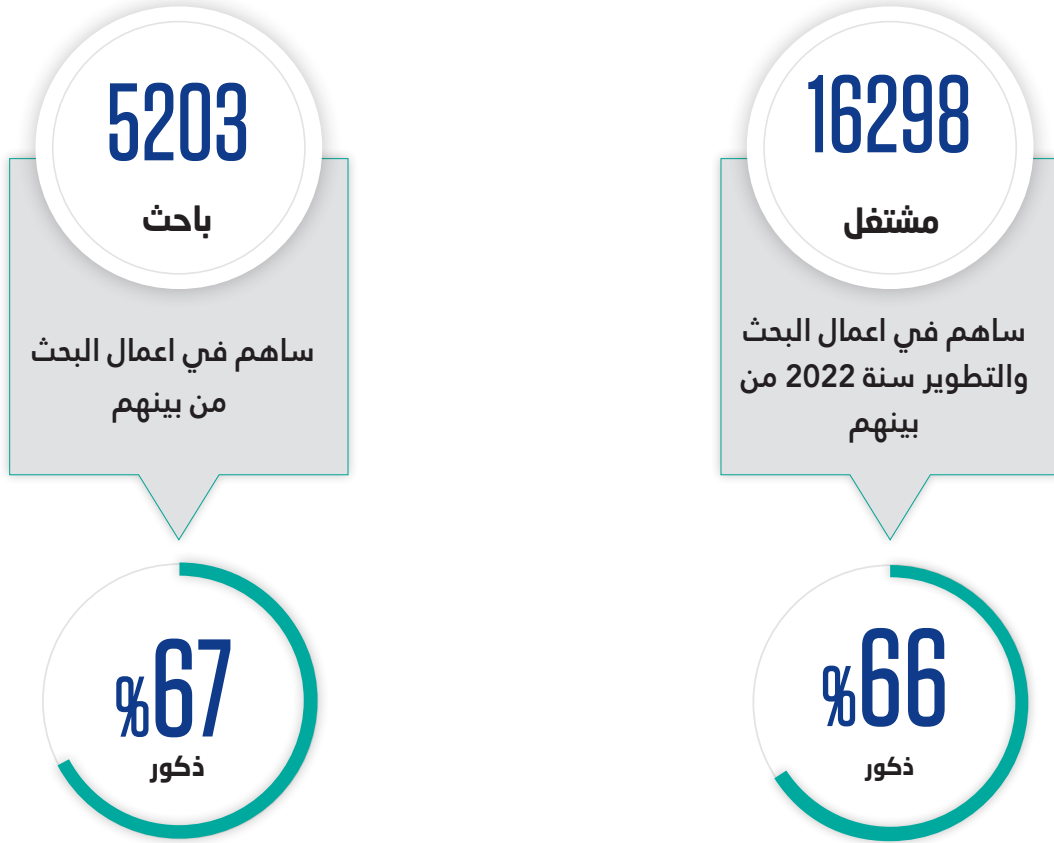 16298
مشتغل
ساهم في اعمال البحث
والتطوير سنة 2022 من
بينهم
%66
ذكور
5203
باحث
ساهم في اعمال البحث
من بينهم
%67
ذكور